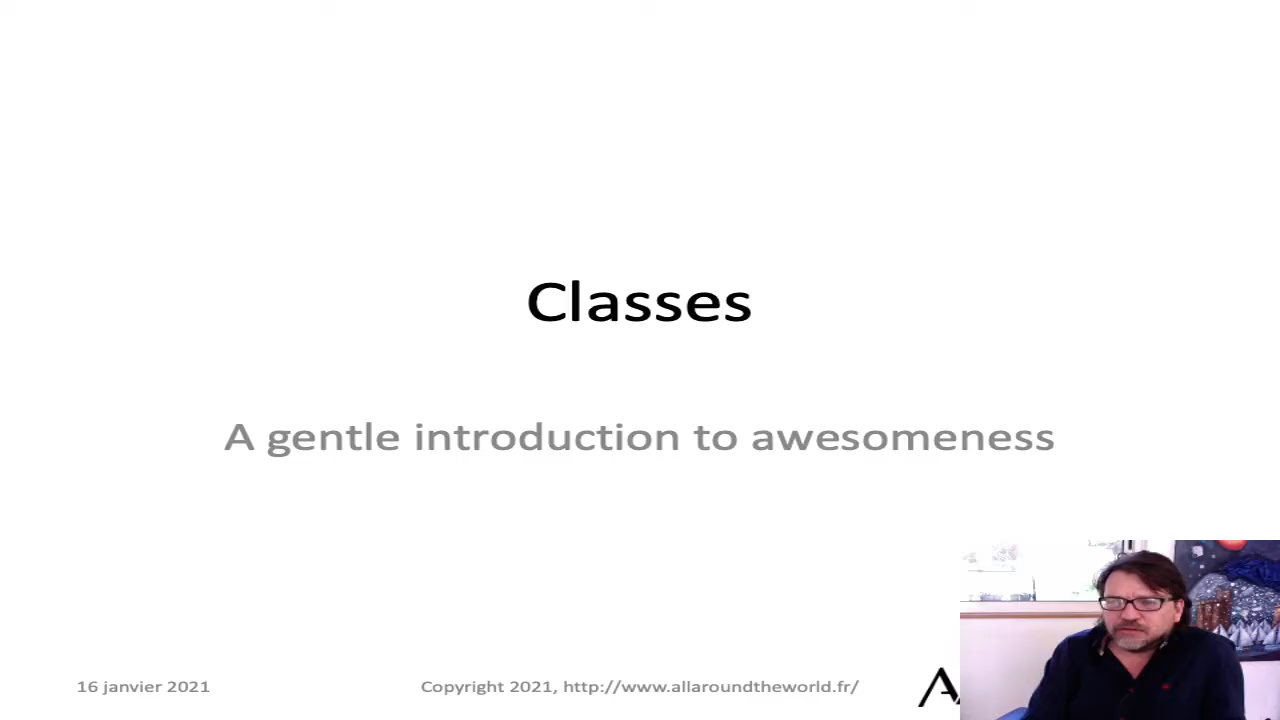 Classes
A gentle introduction to awesomeness
16 janvier 2021
Copyright 2021, http://www.allaroundtheworld.fr/